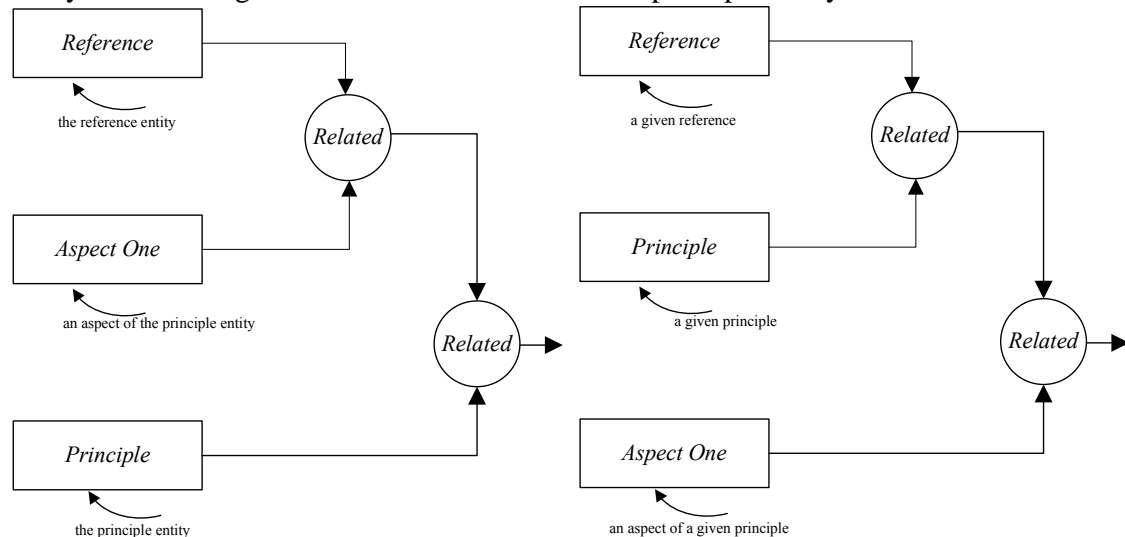 Reference
the reference entity
Related
Aspect One
an aspect of the principle entity
Related
Principle
the principle entity
Reference
a given reference
Related
Principle
a given principle
Related
Aspect One
an aspect of a given principle